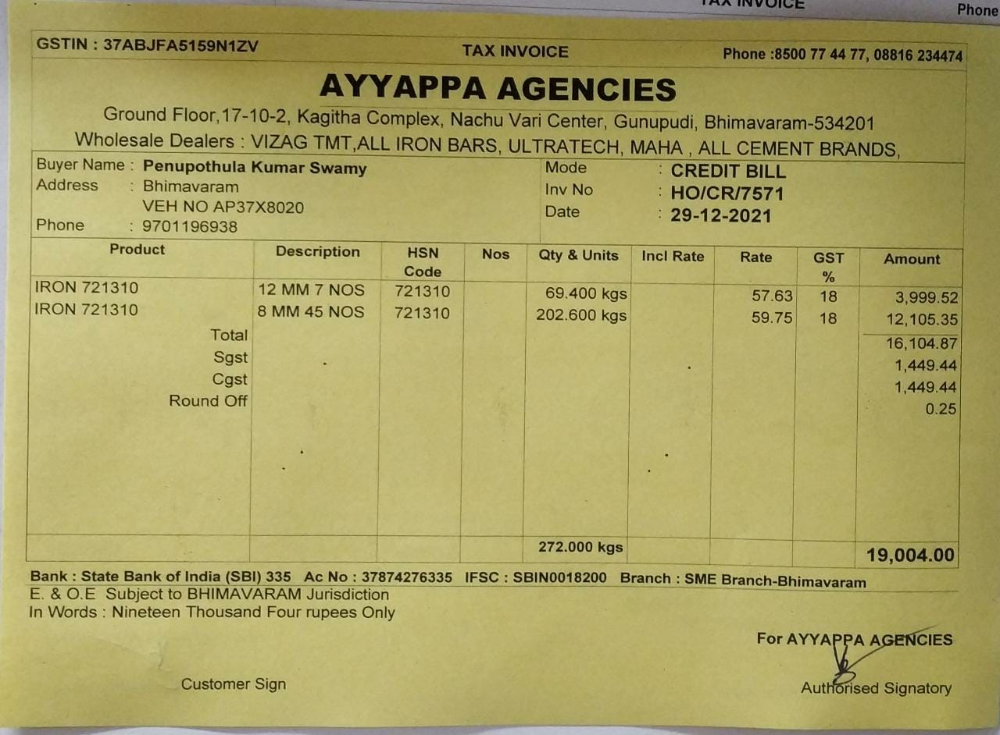 TAX INVOICE
Phone
GSTIN : 37ABJFA5159N1ZV TAX INVOICE Phone :8500 77 44 77, 08816 234474
AYYAPPA AGENCIES
Ground Floor,17-10-2, Kagitha Complex, Nachu Vari Center, Gunupudi, Bhimavaram-534201
Wholesale Dealers : VIZAG TMT,ALL IRON BARS, ULTRATECH, MAHA , ALL CEMENT BRANDS,
Buyer Name : Penupothula Kumar Swamy Mode : CREDIT BILL
Address : Bhimavaram Inv No : HO/CR/7571
VEH NO AP37X8020 Date : 29-12-2021
Phone : 9701196938
Product Description HSN Code Nos Qty & Units Incl Rate Rate GST % Amount
IRON 721310 12 MM 7 NOS 721310 69.400 kgs 57.63 18 3,999.52
IRON 721310 8 MM 45 NOS 721310 202.600 kgs 59.75 18 12,105.35
Total 16,104.87
Sgst 1,449.44
Cgst 1,449.44
Round Off 0.25
272.000 kgs 19,004.00
Bank : State Bank of India (SBI) 335 Ac No : 37874276335 IFSC : SBIN0018200 Branch : SME Branch-Bhimavaram
E. & O.E Subject to BHIMAVARAM Jurisdiction
In Words : Nineteen Thousand Four rupees Only
For AYYAPPA AGENCIES
Customer Sign Authorised Signatory